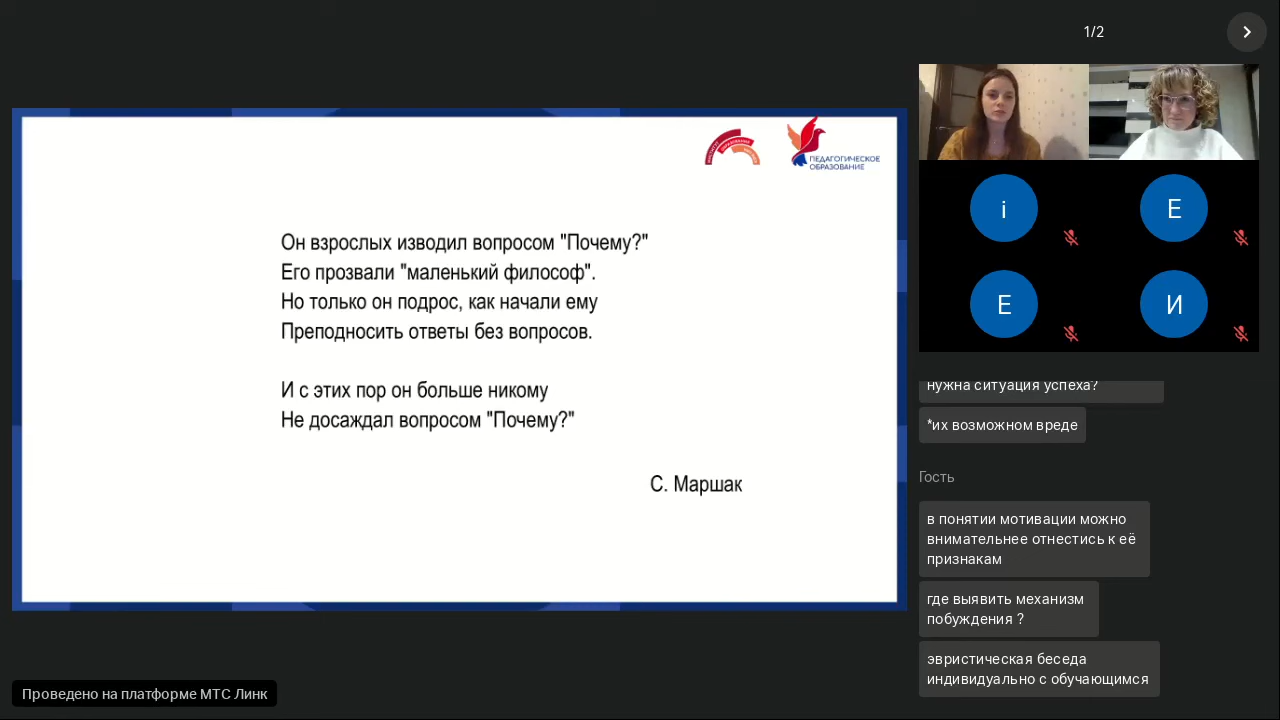 1/2
ПЕДАГОГИЧЕСКОЕ
ОБРАЗОВАНИЕ
Он взрослых изводил вопросом "Почему?"
Его прозвали "маленький философ".
Но только он подрос, как начали ему
Преподносить ответы без вопросов.
И с этих пор он больше никому
Не досаждал вопросом "Почему?"
С. Маршак
i
Е
Е
И
нужна ситуация успеха?
*их возможном вреде
Гость
в понятии мотивации можно
внимательнее отнестись к её
признакам
где выявить механизм
побуждения ?
эвристическая беседа
индивидуально с обучающимся
Проведено на платформе МТС Линк